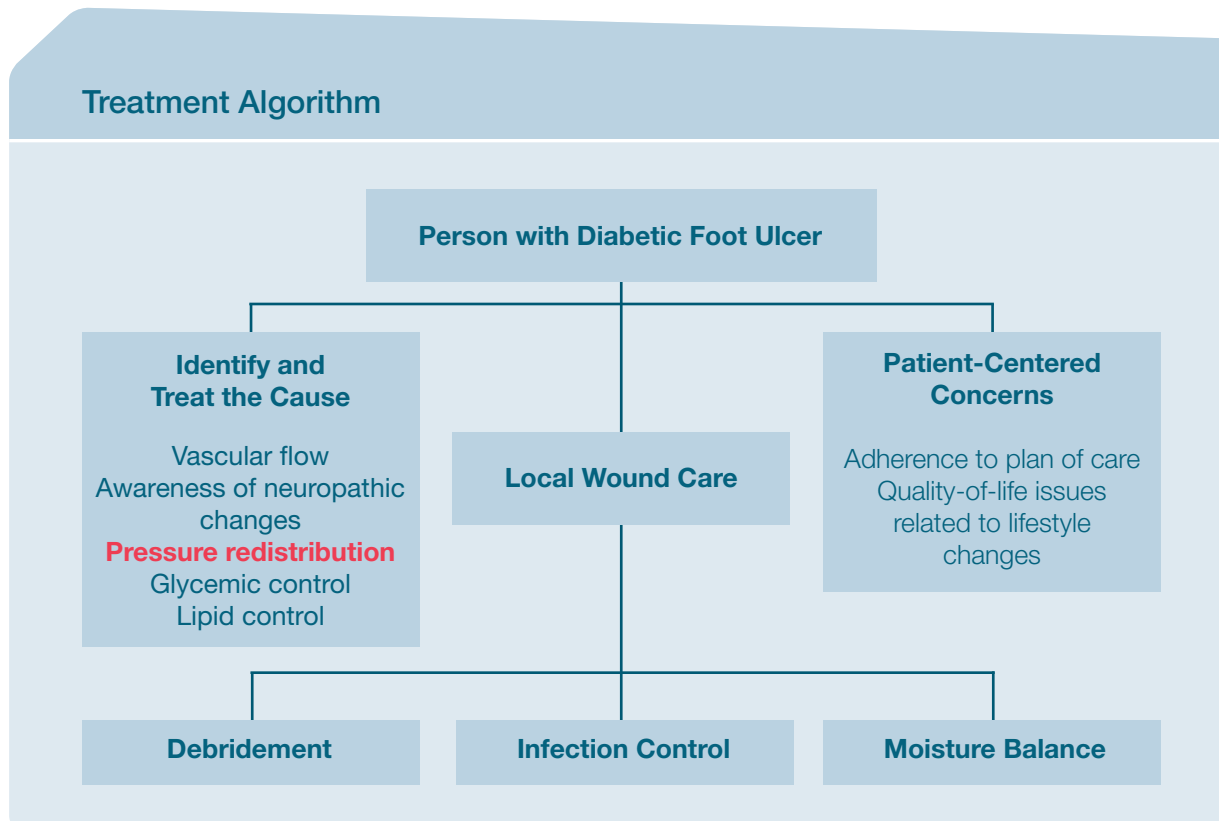 Treatment Algorithm
Person with Diabetic Foot Ulcer
Identify and
Treat the Cause
Vascular flow
Awareness of neuropathic
changes
Pressure redistribution
Glycemic control
Lipid control
Local Wound Care
Patient-Centered
Concerns
Adherence to plan of care
Quality-of-life issues
related to lifestyle
changes
Debridement
Infection Control
Moisture Balance